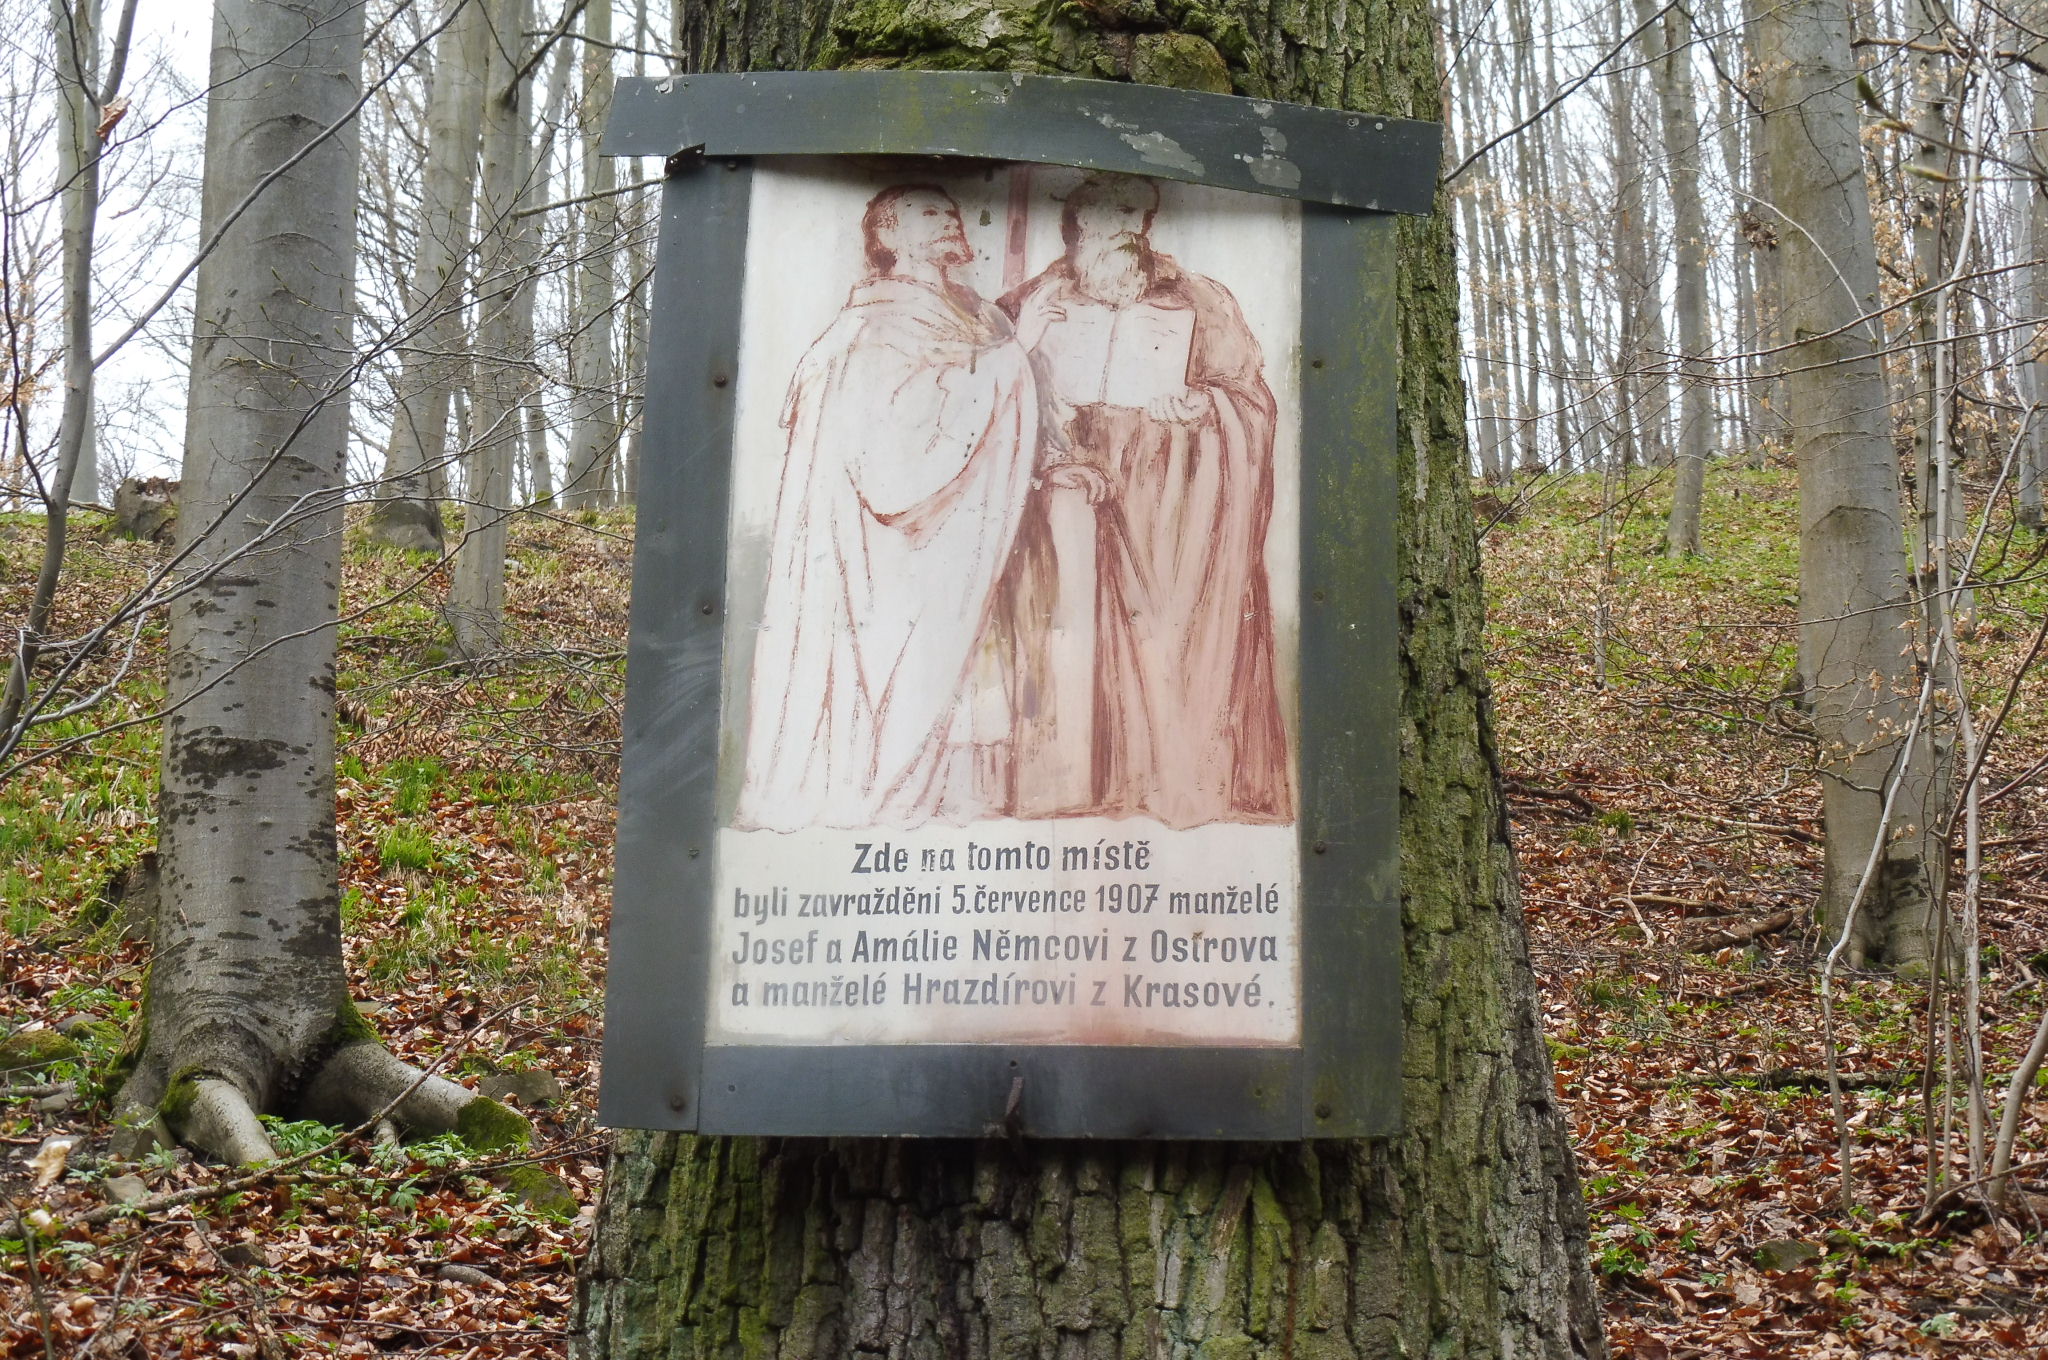 Zde na tomto místě
byli zavražděni 5. července 1907 manželé
Josef a Amálie Němcovi z Ostrova
a manželé Hrazdírovi z Krasové.